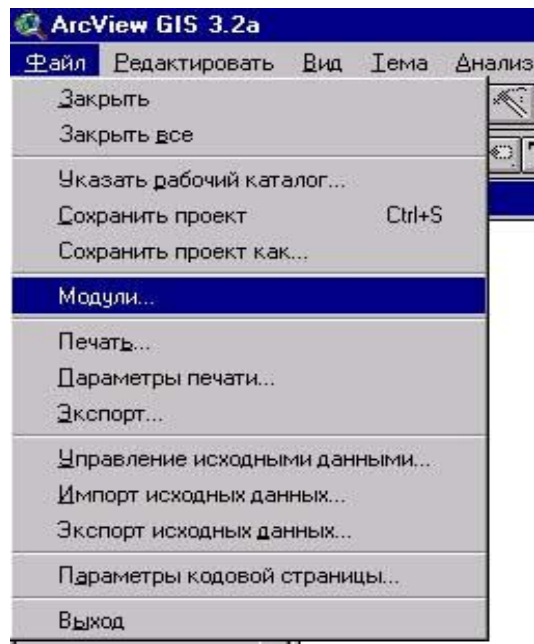 ArcView GIS 3.2a
Файл Редактировать Вид Тема Анализ
Закрыть
Закрыть все
Указать рабочий каталог...
Сохранить проект Ctrl+S
Сохранить проект как...
Модули...
Печать...
Параметры печати...
Экспорт...
Управление исходными данными...
Импорт исходных данных...
Экспорт исходных данных...
Параметры кодовой страницы...
Выход